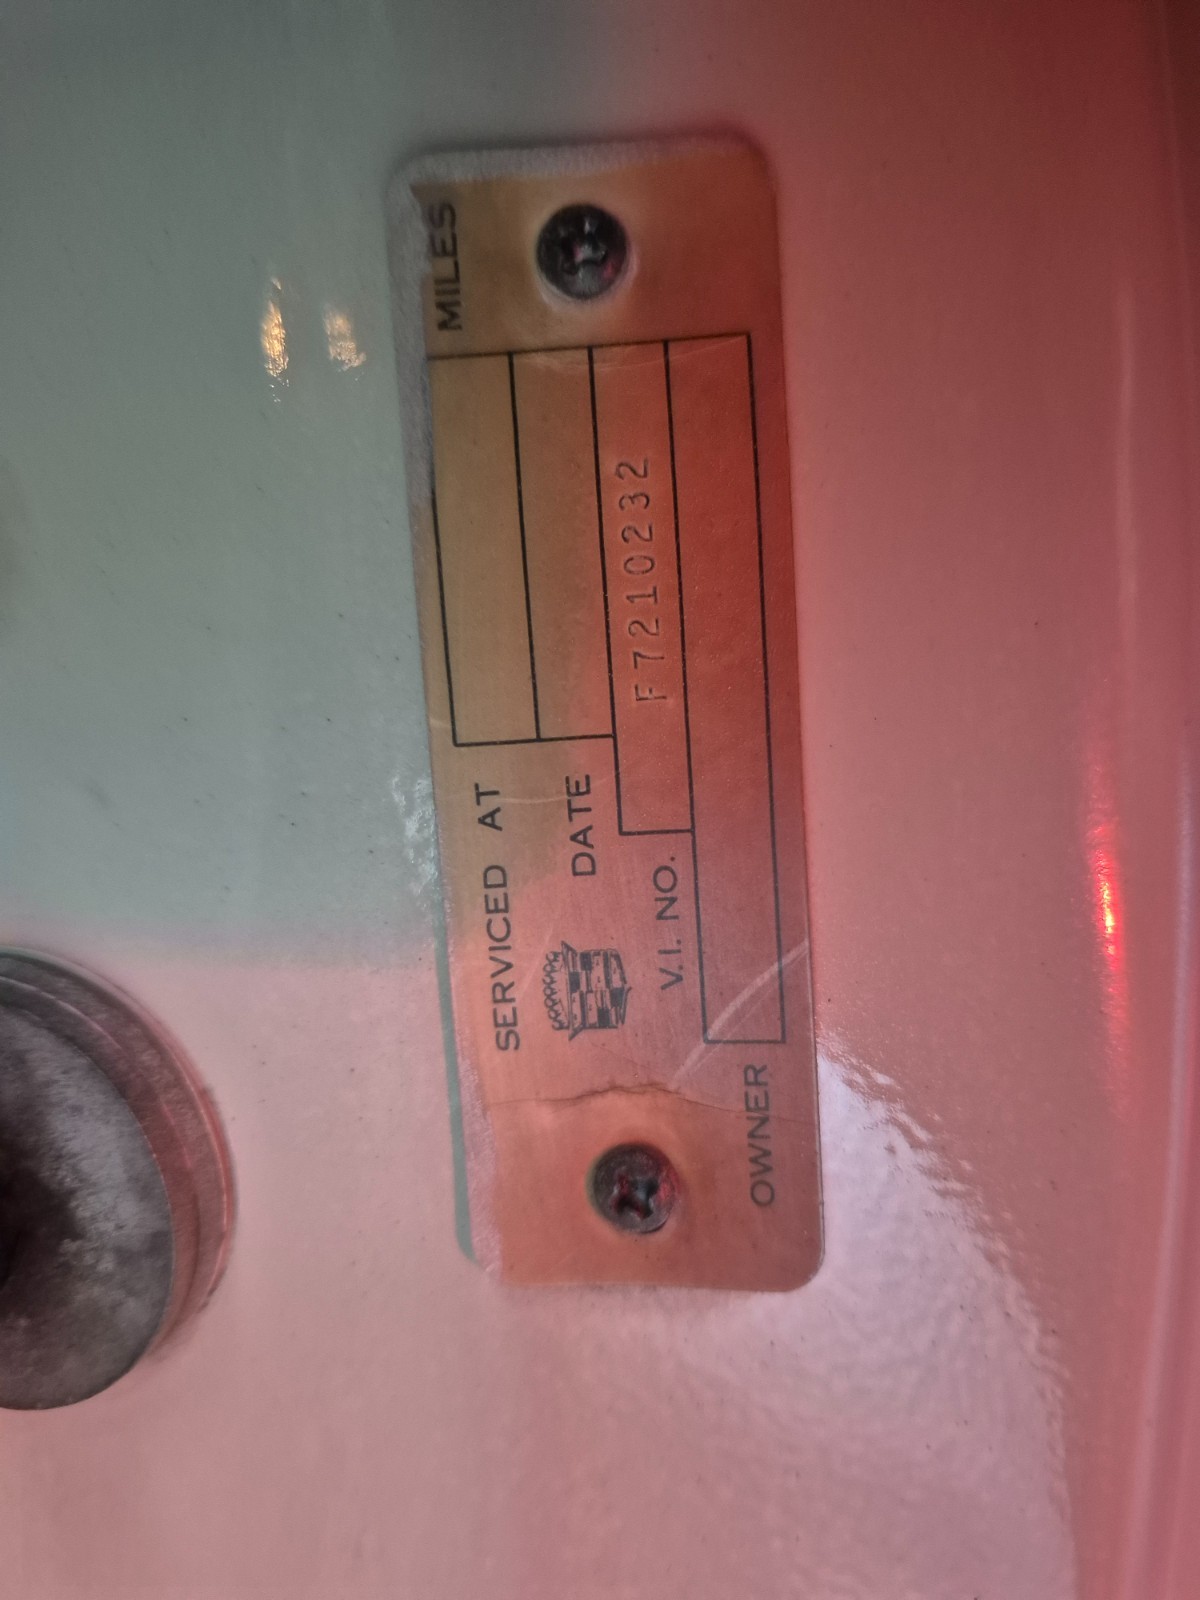 SERVICED AT MILES
DATE
V.I. NO. F7210232
OWNER